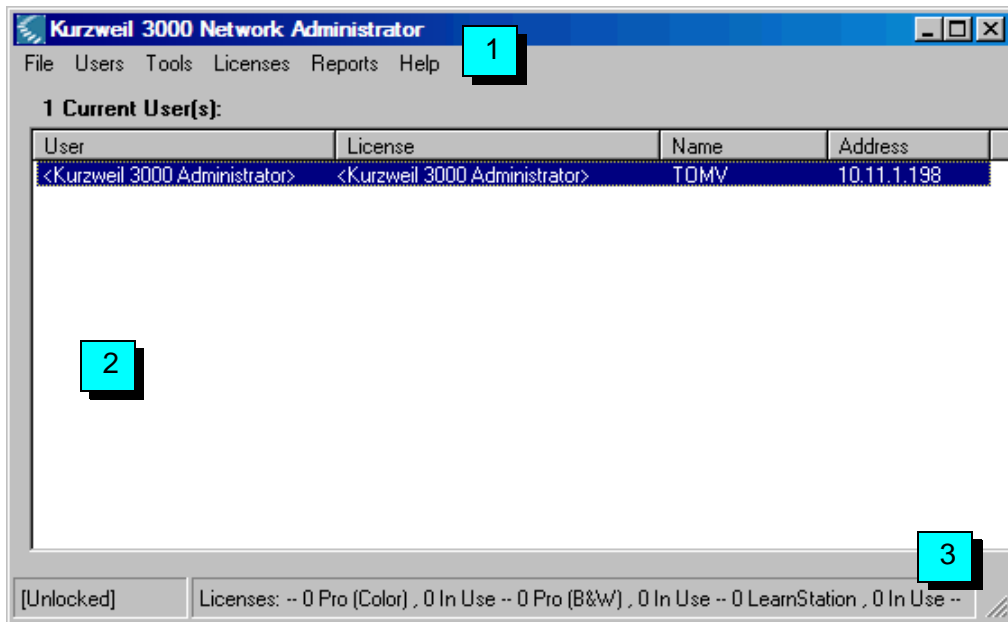 Kurzweil 3000 Network Administrator
1
File Users Tools Licenses Reports Help
1 Current User(s):
User License Name Address
<Kurzweil 3000 Administrator> <Kurzweil 3000 Administrator> TOMV 10.11.1.198
2
3
[Unlocked] Licenses: -- 0 Pro (Color) , 0 In Use -- 0 Pro (B&W) , 0 In Use -- 0 LearnStation , 0 In Use --